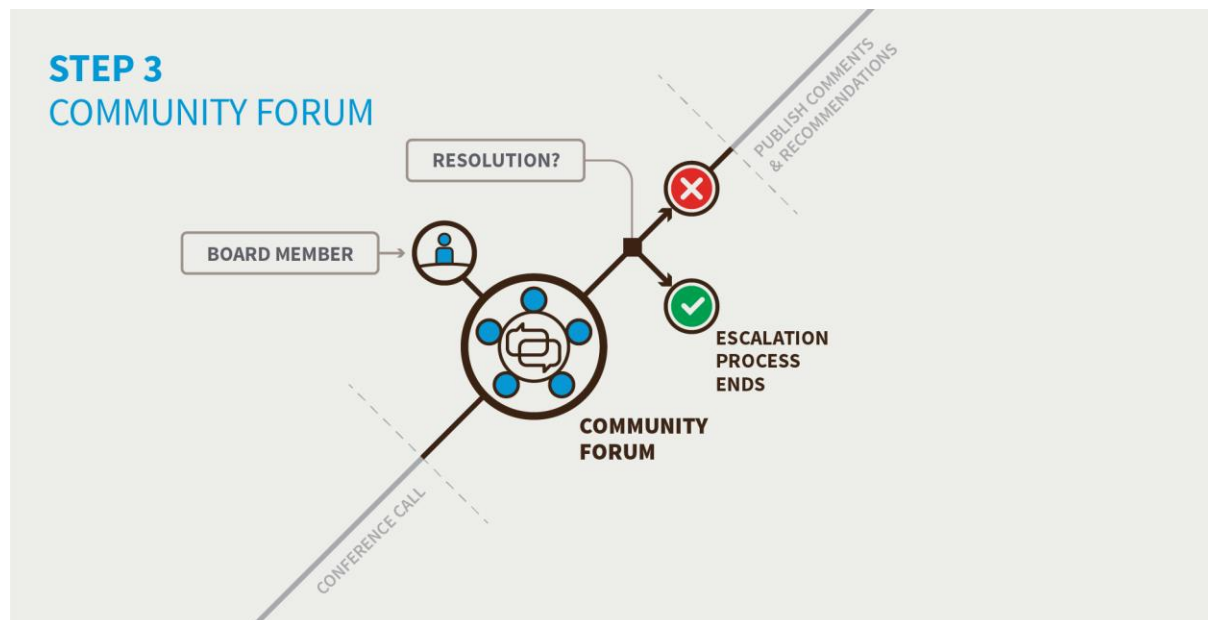 STEP 3
COMMUNITY FORUM
RESOLUTION?
BOARD MEMBER
PUBLISH COMMENTS
& RECOMMENDATIONS
ESCALATION
PROCESS
ENDS
COMMUNITY
FORUM
CONFERENCE CALL